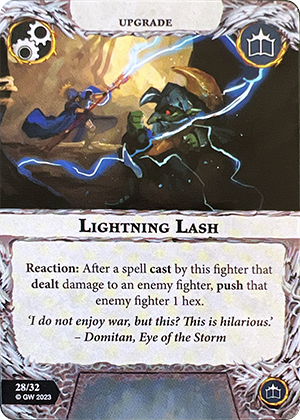 UPGRADE
LIGHTNING LASH
Reaction: After a spell cast by this fighter that
dealt damage to an enemy fighter, push that
enemy fighter 1 hex.
‘I do not enjoy war, but this? This is hilarious.’
– Domitan, Eye of the Storm
28/32
© GW 2023